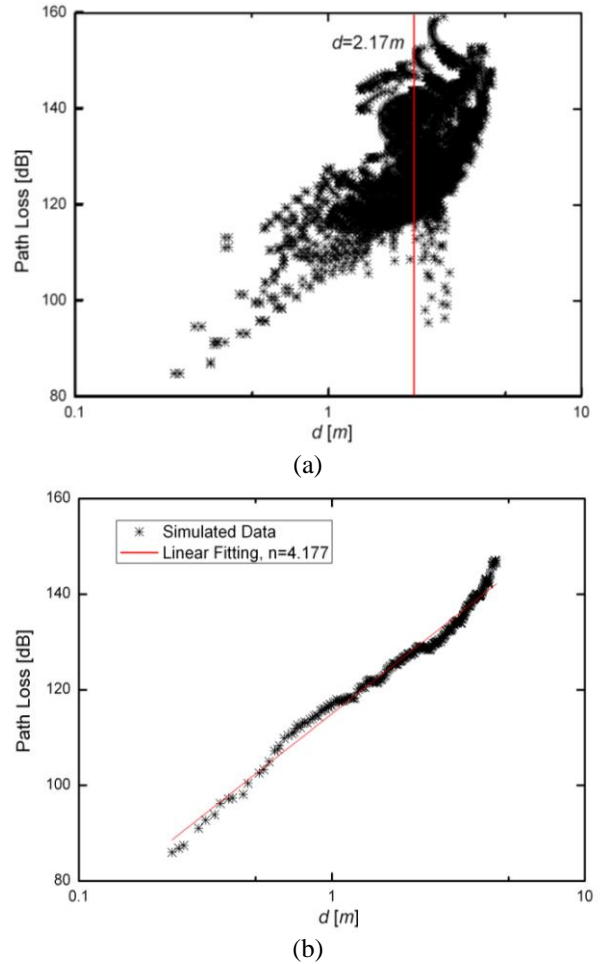 160
140
120
100
80
Path Loss [dB]
d=2.17m
0.1
1
10
d [m]
(a)
160
140
120
100
80
Path Loss [dB]
Simulated Data
Linear Fitting, n=4.177
0.1
1
10
d [m]
(b)